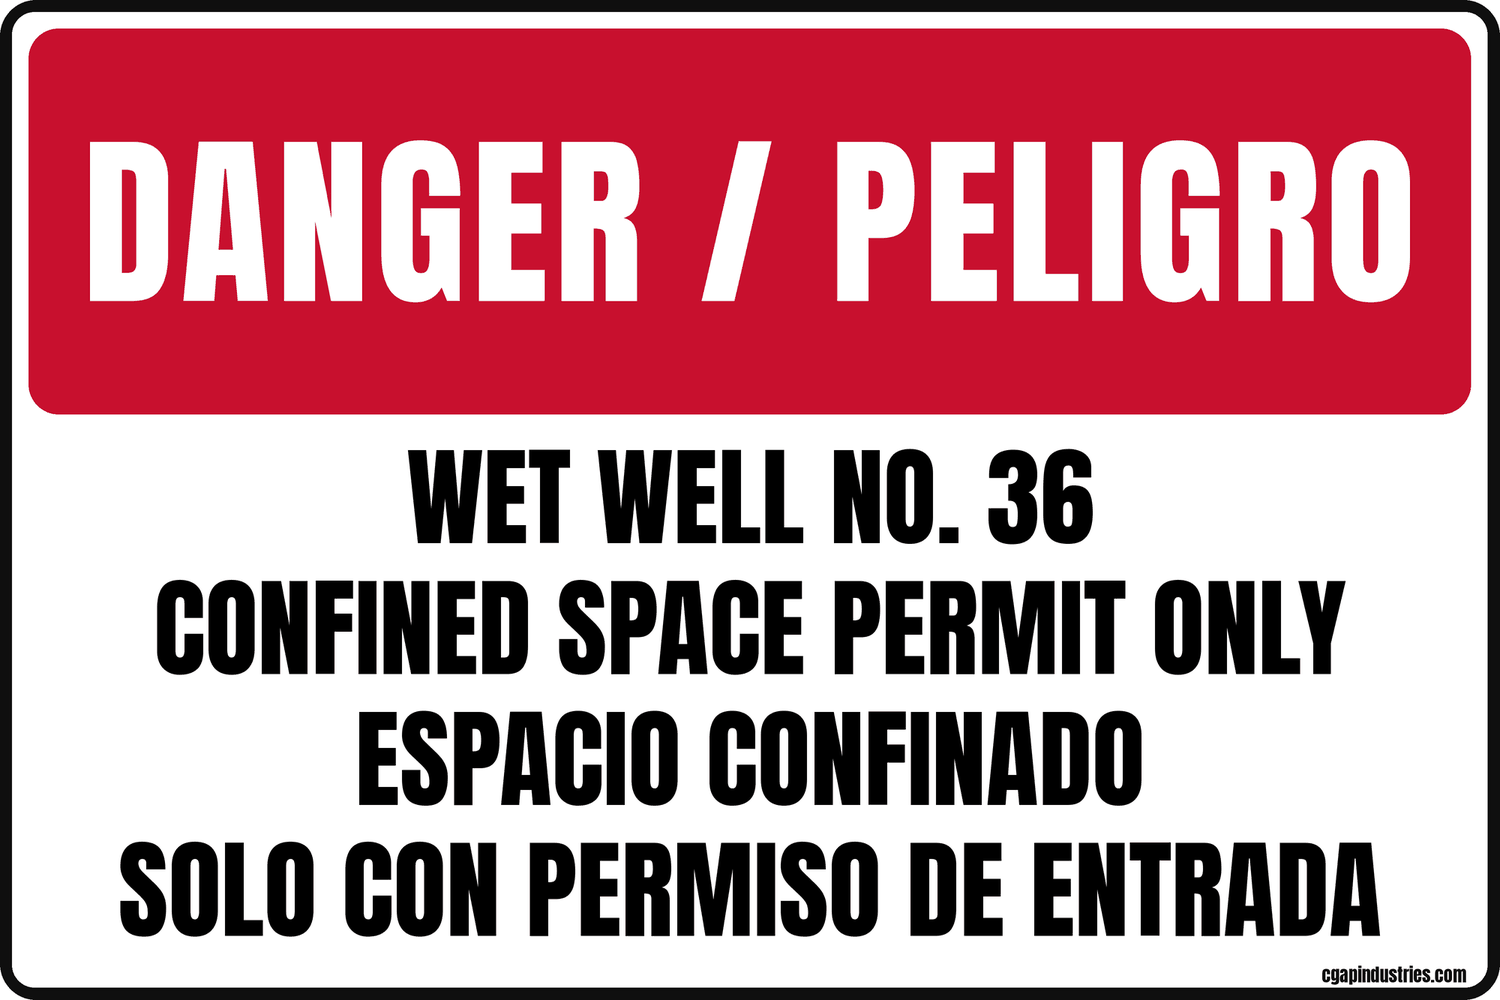 DANGER / PELIGRO
WET WELL NO. 36
CONFINED SPACE PERMIT ONLY
ESPACIO CONFINADO
SOLO CON PERMISO DE ENTRADA
cgapindustries.com